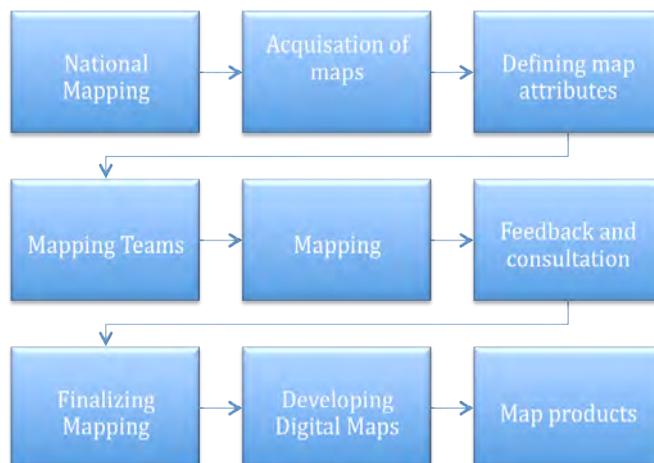 National
Mapping
Acquisation of
maps
Defining map
attributes
Mapping Teams
Mapping
Feedback and
consultation
Finalizing
Mapping
Developing
Digital Maps
Map products